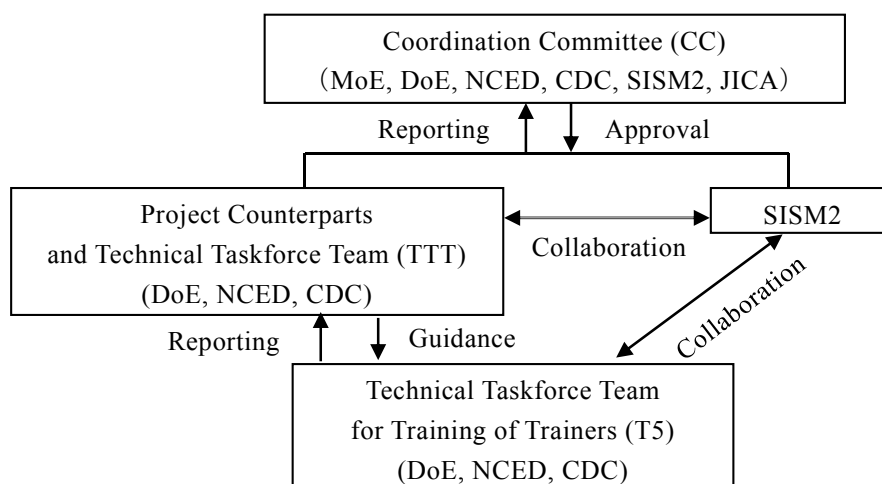 Coordination Committee (CC)
（MoE, DoE, NCED, CDC, SISM2, JICA）
Reporting
Approval
Project Counterparts
and Technical Taskforce Team (TTT)
(DoE, NCED, CDC)
SISM2
Collaboration
Collaboration
Reporting
Guidance
Technical Taskforce Team
for Training of Trainers (T5)
(DoE, NCED, CDC)